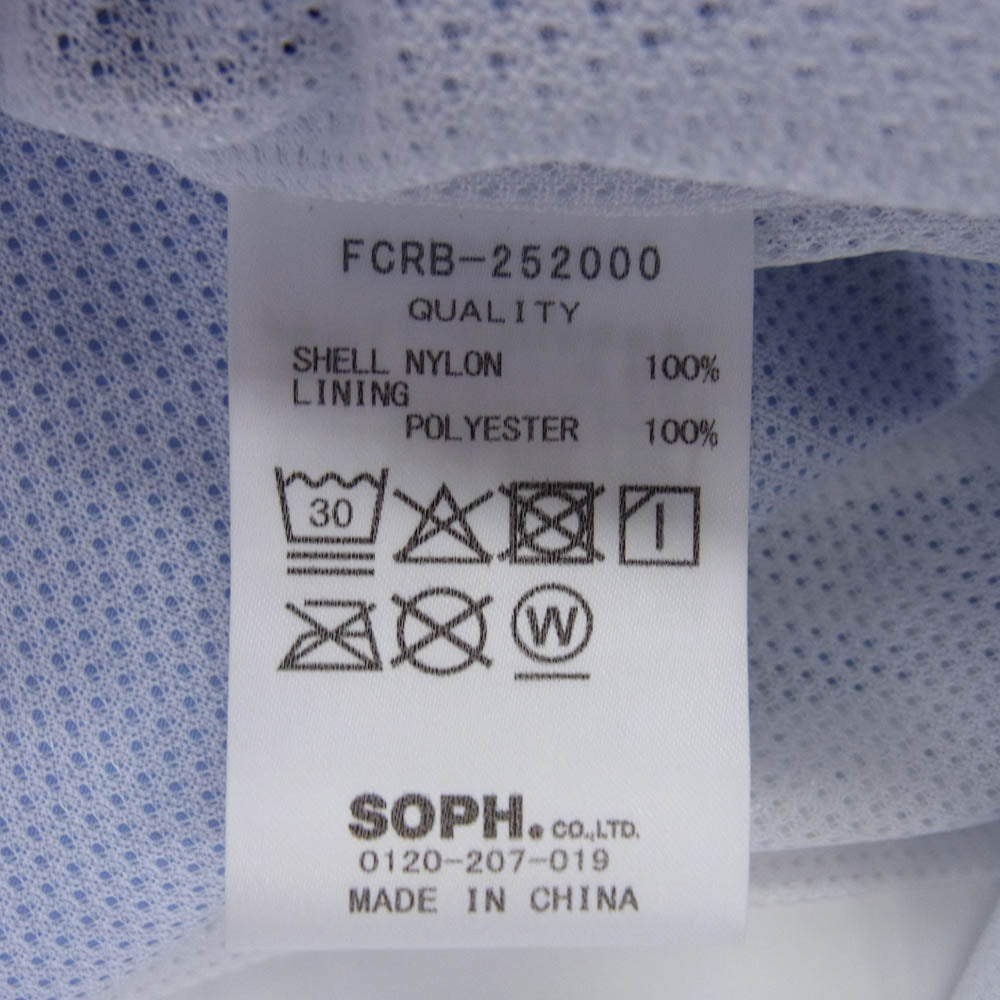 FCRB-252000
QUALITY
SHELL NYLON 100%
LINING
POLYESTER 100%
30
W
SOPH. CO.,LTD.
0120-207-019
MADE IN CHINA